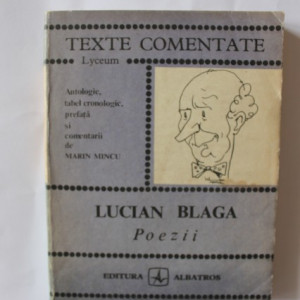 TEXTE COMENTATE
Lyceum
Antologie,
tabel cronologic,
prefață
și
comentarii
de
MARIN MINCU
LUCIAN BLAGA
Poezii
EDITURA ALBATROS